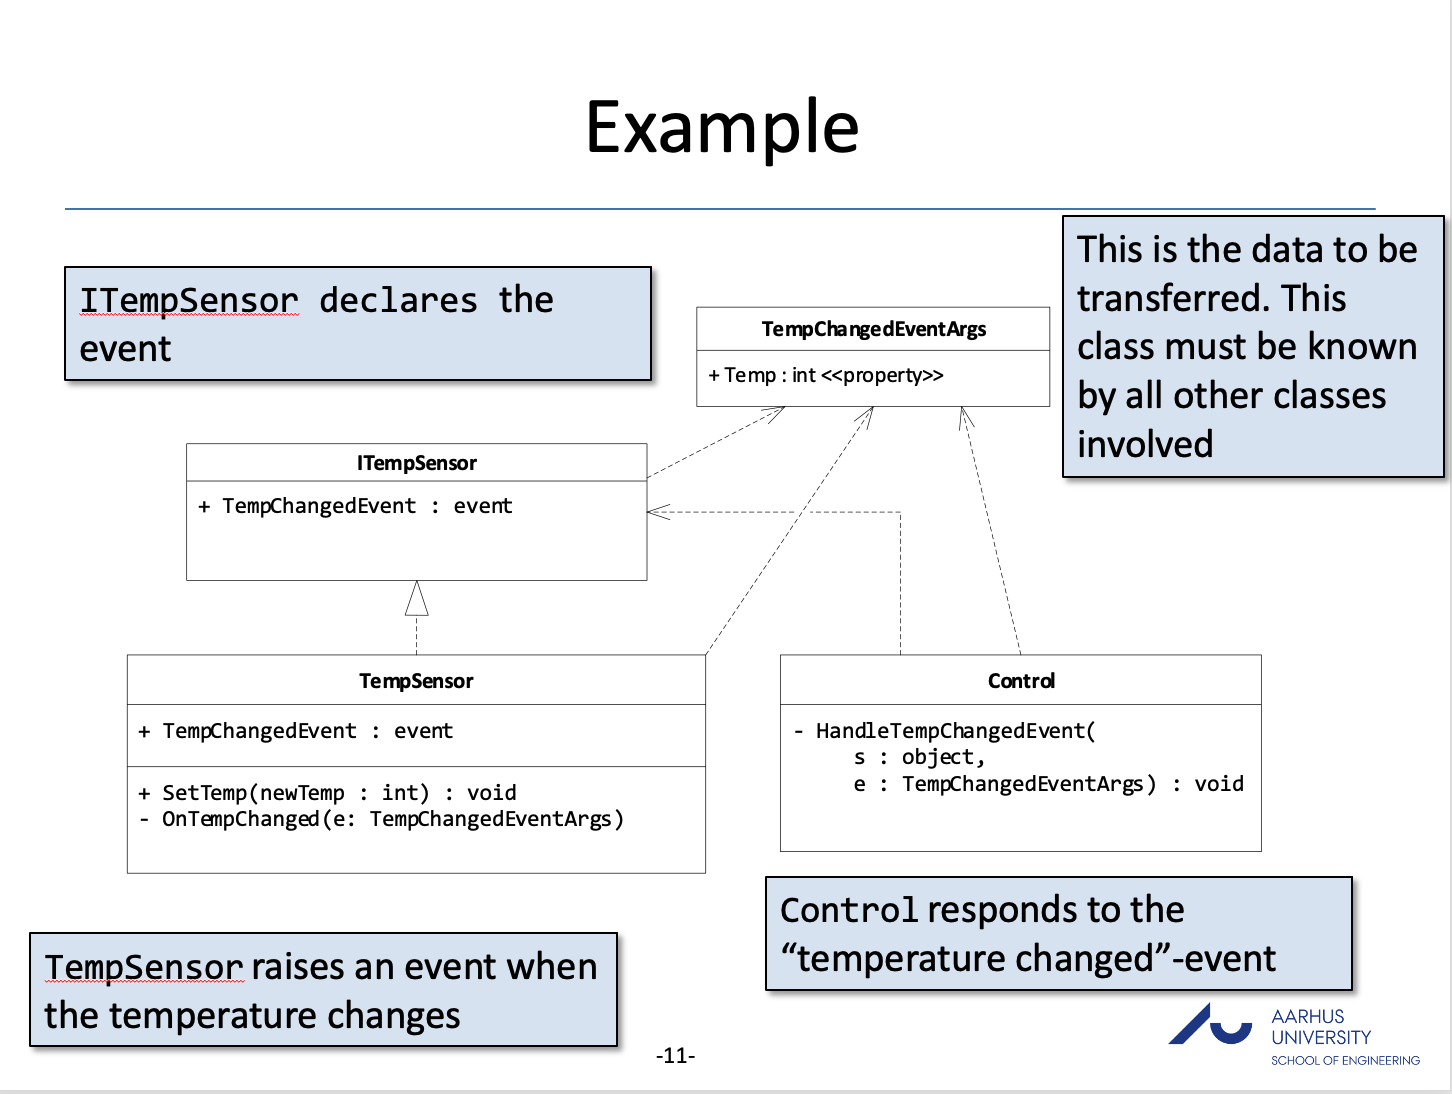 Example
ITempSensor declares the
event
This is the data to be
transferred. This
class must be known
by all other classes
involved
TempChangedEventArgs
+ Temp : int <<property>>
ITempSensor
+ TempChangedEvent : event
TempSensor
+ TempChangedEvent : event
+ SetTemp(newTemp : int) : void
- OnTempChanged(e: TempChangedEventArgs)
Control
- HandleTempChangedEvent(
s : object,
e : TempChangedEventArgs) : void
TempSensor raises an event when
the temperature changes
Control responds to the
“temperature changed”-event
-11-
AARHUS
UNIVERSITY
SCHOOL OF ENGINEERING